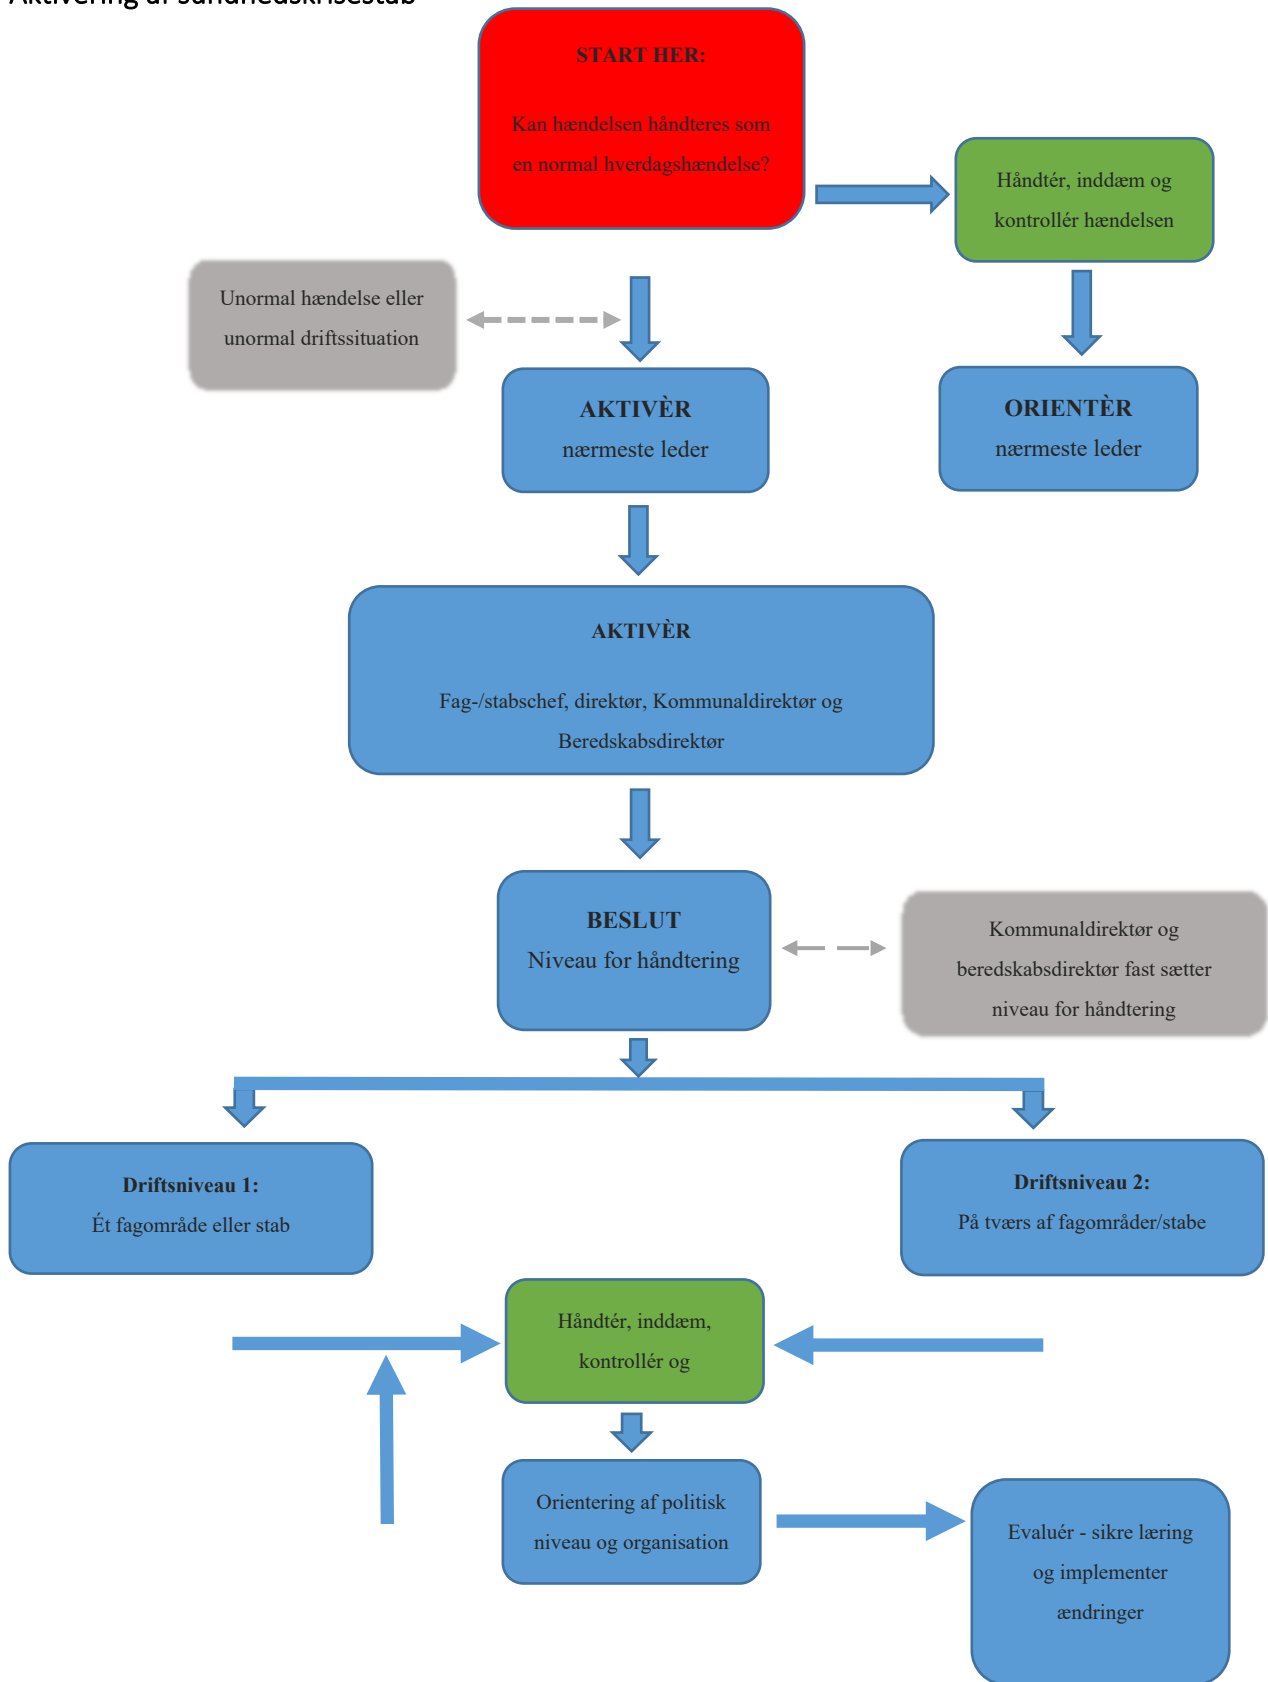 Aktivering af sundhedskrisestab
START HER:
Kan hændelsen håndteres som
en normal hverdagshændelse?
Håndtér, inddæm og
kontrollér hændelsen
Unormal hændelse eller
unormal driftssituation
AKTIVÈR
nærmeste leder
ORIENTÈR
nærmeste leder
AKTIVÈR
Fag-/stabschef, direktør, Kommunaldirektør og
Beredskabsdirektør
BESLUT
Niveau for håndtering
Kommunaldirektør og
beredskabsdirektør fast sætter
niveau for håndtering
Driftsniveau 1:
Ét fagområde eller stab
Driftsniveau 2:
På tværs af fagområder/stabe
Håndtér, inddæm,
kontrollér og
Orientering af politisk
niveau og organisation
Evaluér - sikre læring
og implementer
ændringer